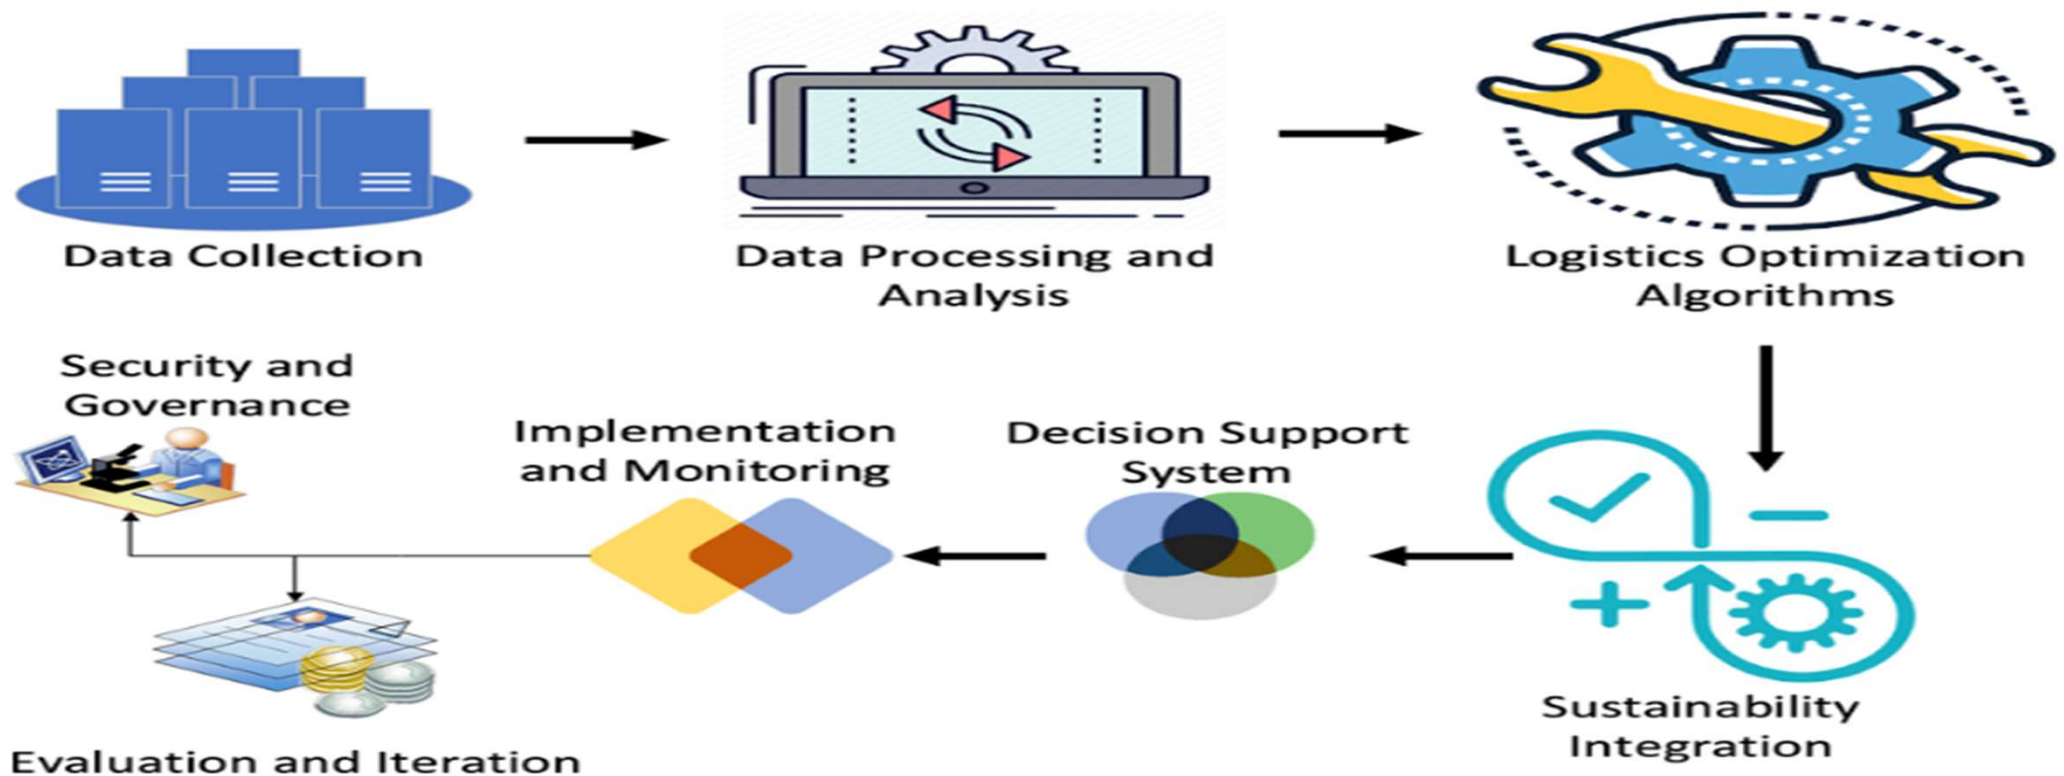 Data Collection
Data Processing and
Analysis
Logistics Optimization
Algorithms
Security and
Governance
Implementation
and Monitoring
Decision Support
System
Sustainability
Integration
Evaluation and Iteration